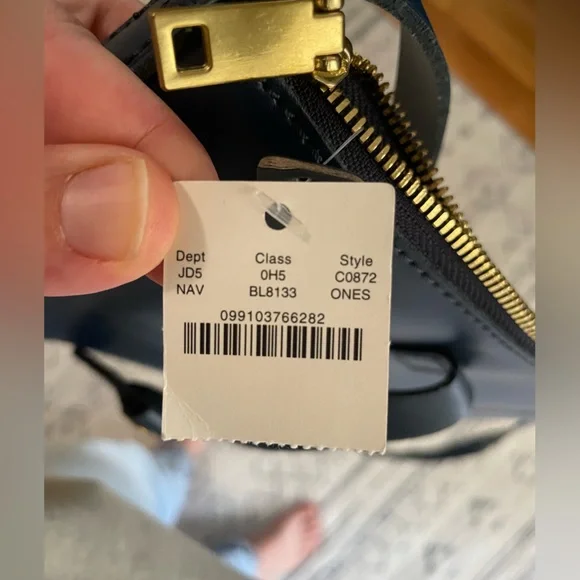 Dept Class Style
JD5 0H5 C0872
NAV BL8133 ONES
099103766282